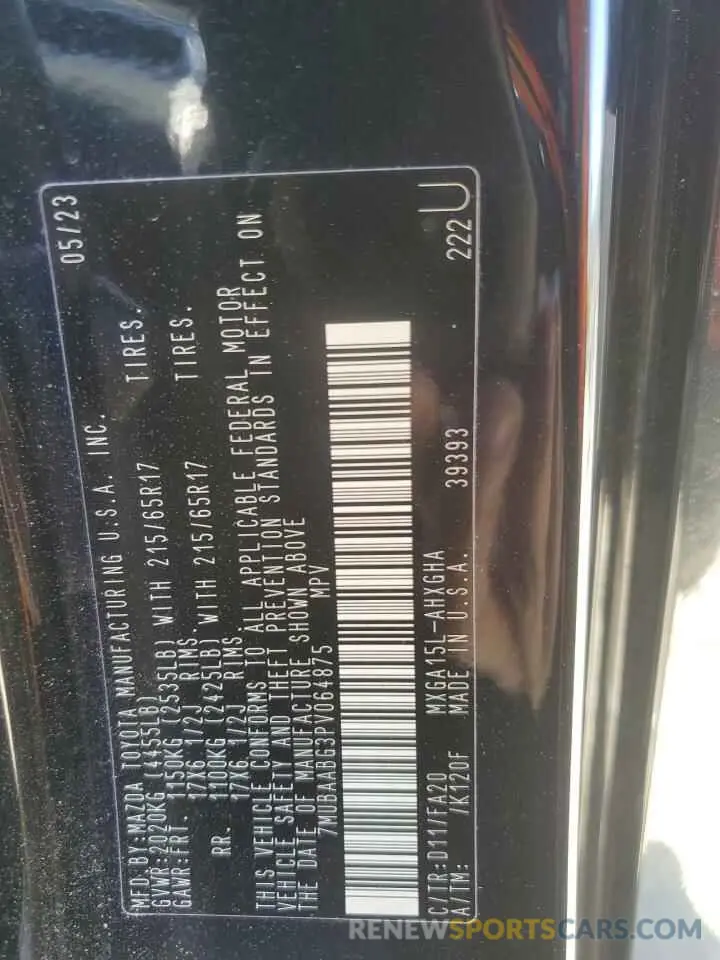 MFD.BY:MAZDA TOYOTA MANUFACTURING U.S.A. INC. 05/23
GVWR:2020KG (4455LB)
GAWR:FRT. 1150KG (2535LB) WITH 215/65R17 TIRES.
17X6 1/2J RIMS.
RR. 1100KG (2425LB) WITH 215/65R17 TIRES.
17X6 1/2J RIMS
THIS VEHICLE CONFORMS TO ALL APPLICABLE FEDERAL MOTOR
VEHICLE SAFETY AND THEFT PREVENTION STANDARDS IN EFFECT ON
THE DATE OF MANUFACTURE SHOWN ABOVE
7MUBAABG3PV064875 MPV
C/TR:D11/FA20 MXGA15L-AHXGHA
A/TM: /K120F MADE IN U.S.A. 39393 222 U
RENEWSPORTSCARS.COM